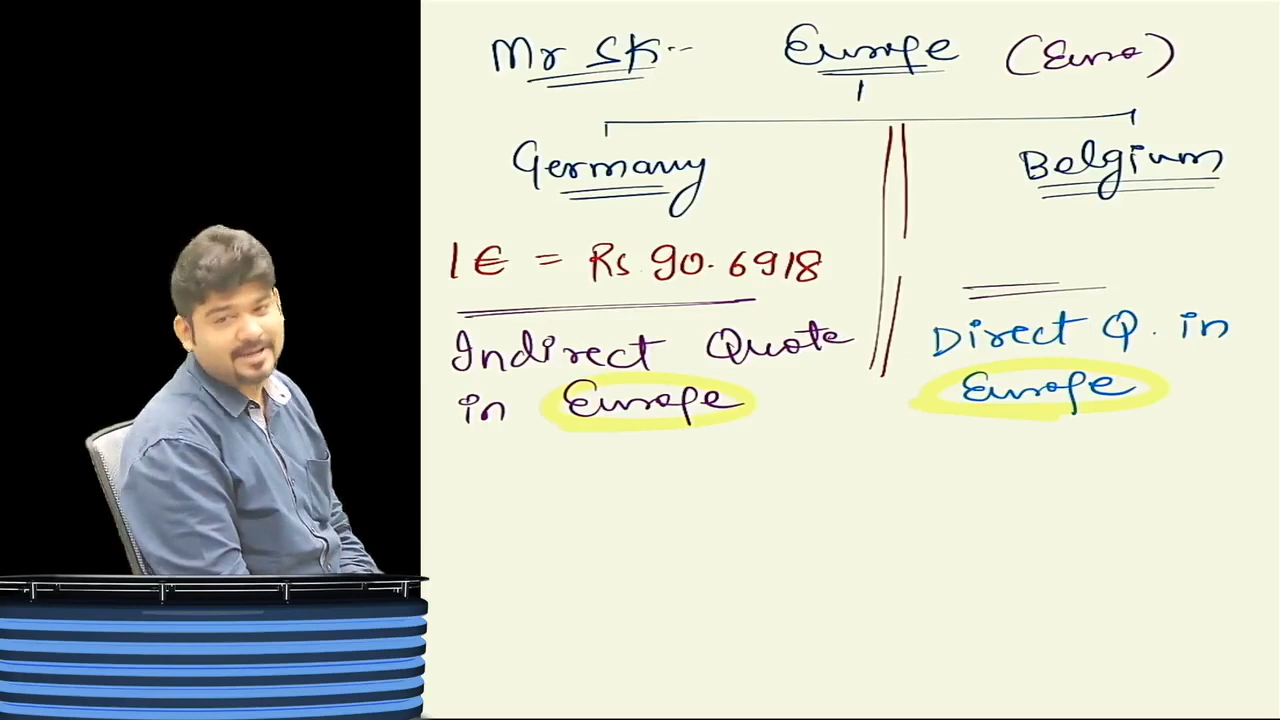 Mr SK.. Europe (Euro)
Germany
Belgium
1€ = Rs 90.6918
Indirect Quote
in Europe
Direct Q. in
Europe